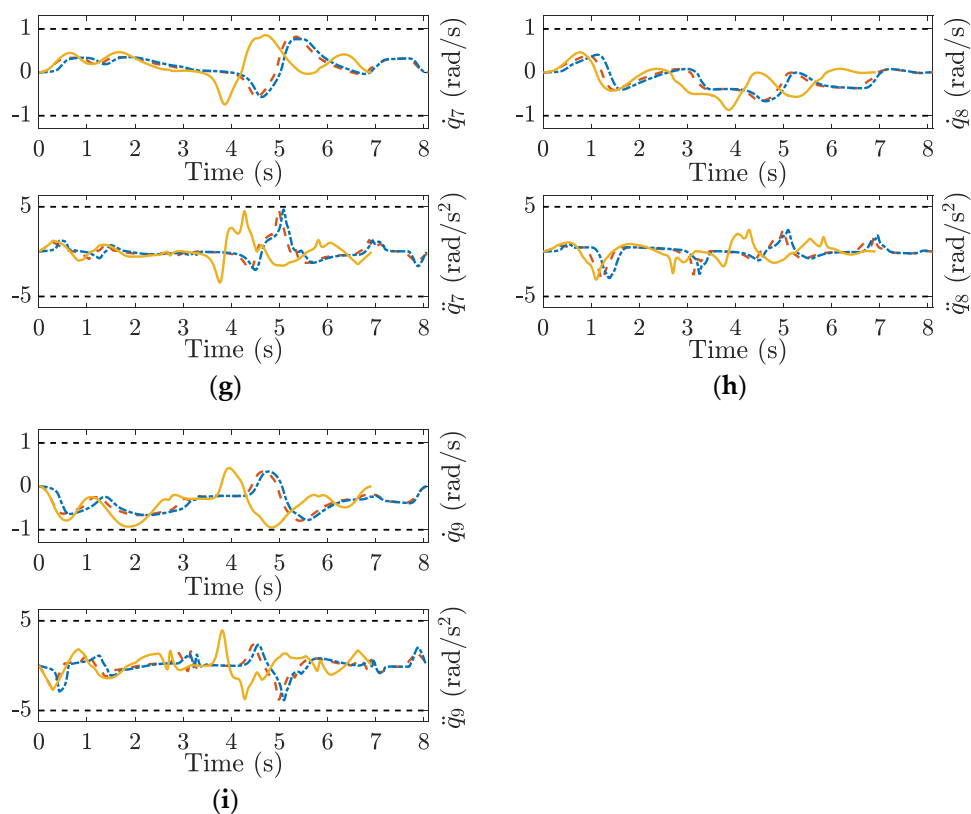 1
0
-1
0 1 2 3 4 5 6 7 8
Time (s)
q̇7 (rad/s)
5
-5
0 1 2 3 4 5 6 7 8
Time (s)
q̈7 (rad/s²)
(g)
1
0
-1
0 1 2 3 4 5 6 7 8
Time (s)
q̇8 (rad/s)
5
-5
0 1 2 3 4 5 6 7 8
Time (s)
q̈8 (rad/s²)
(h)
1
0
-1
0 1 2 3 4 5 6 7 8
Time (s)
q̇9 (rad/s)
5
-5
0 1 2 3 4 5 6 7 8
Time (s)
q̈9 (rad/s²)
(i)